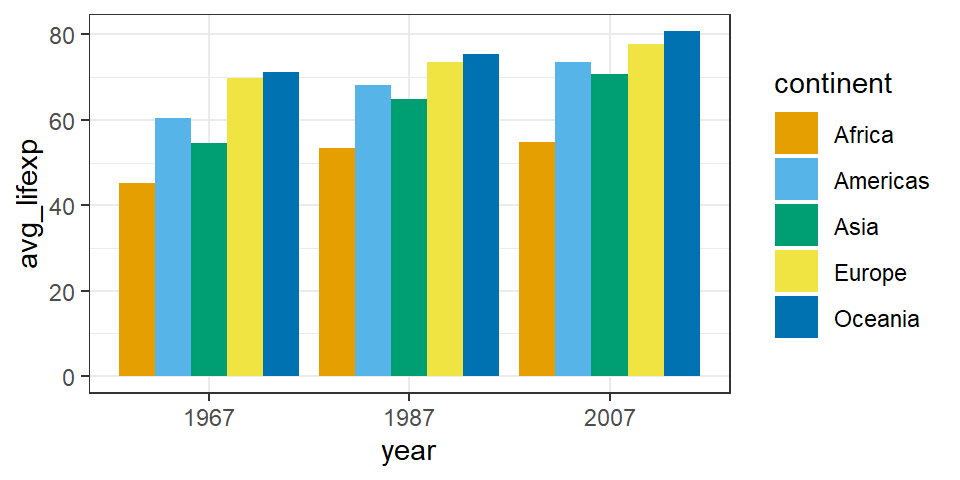 80
60
40
20
0
avg_lifexp
1967 1987 2007
year
continent
Africa
Americas
Asia
Europe
Oceania